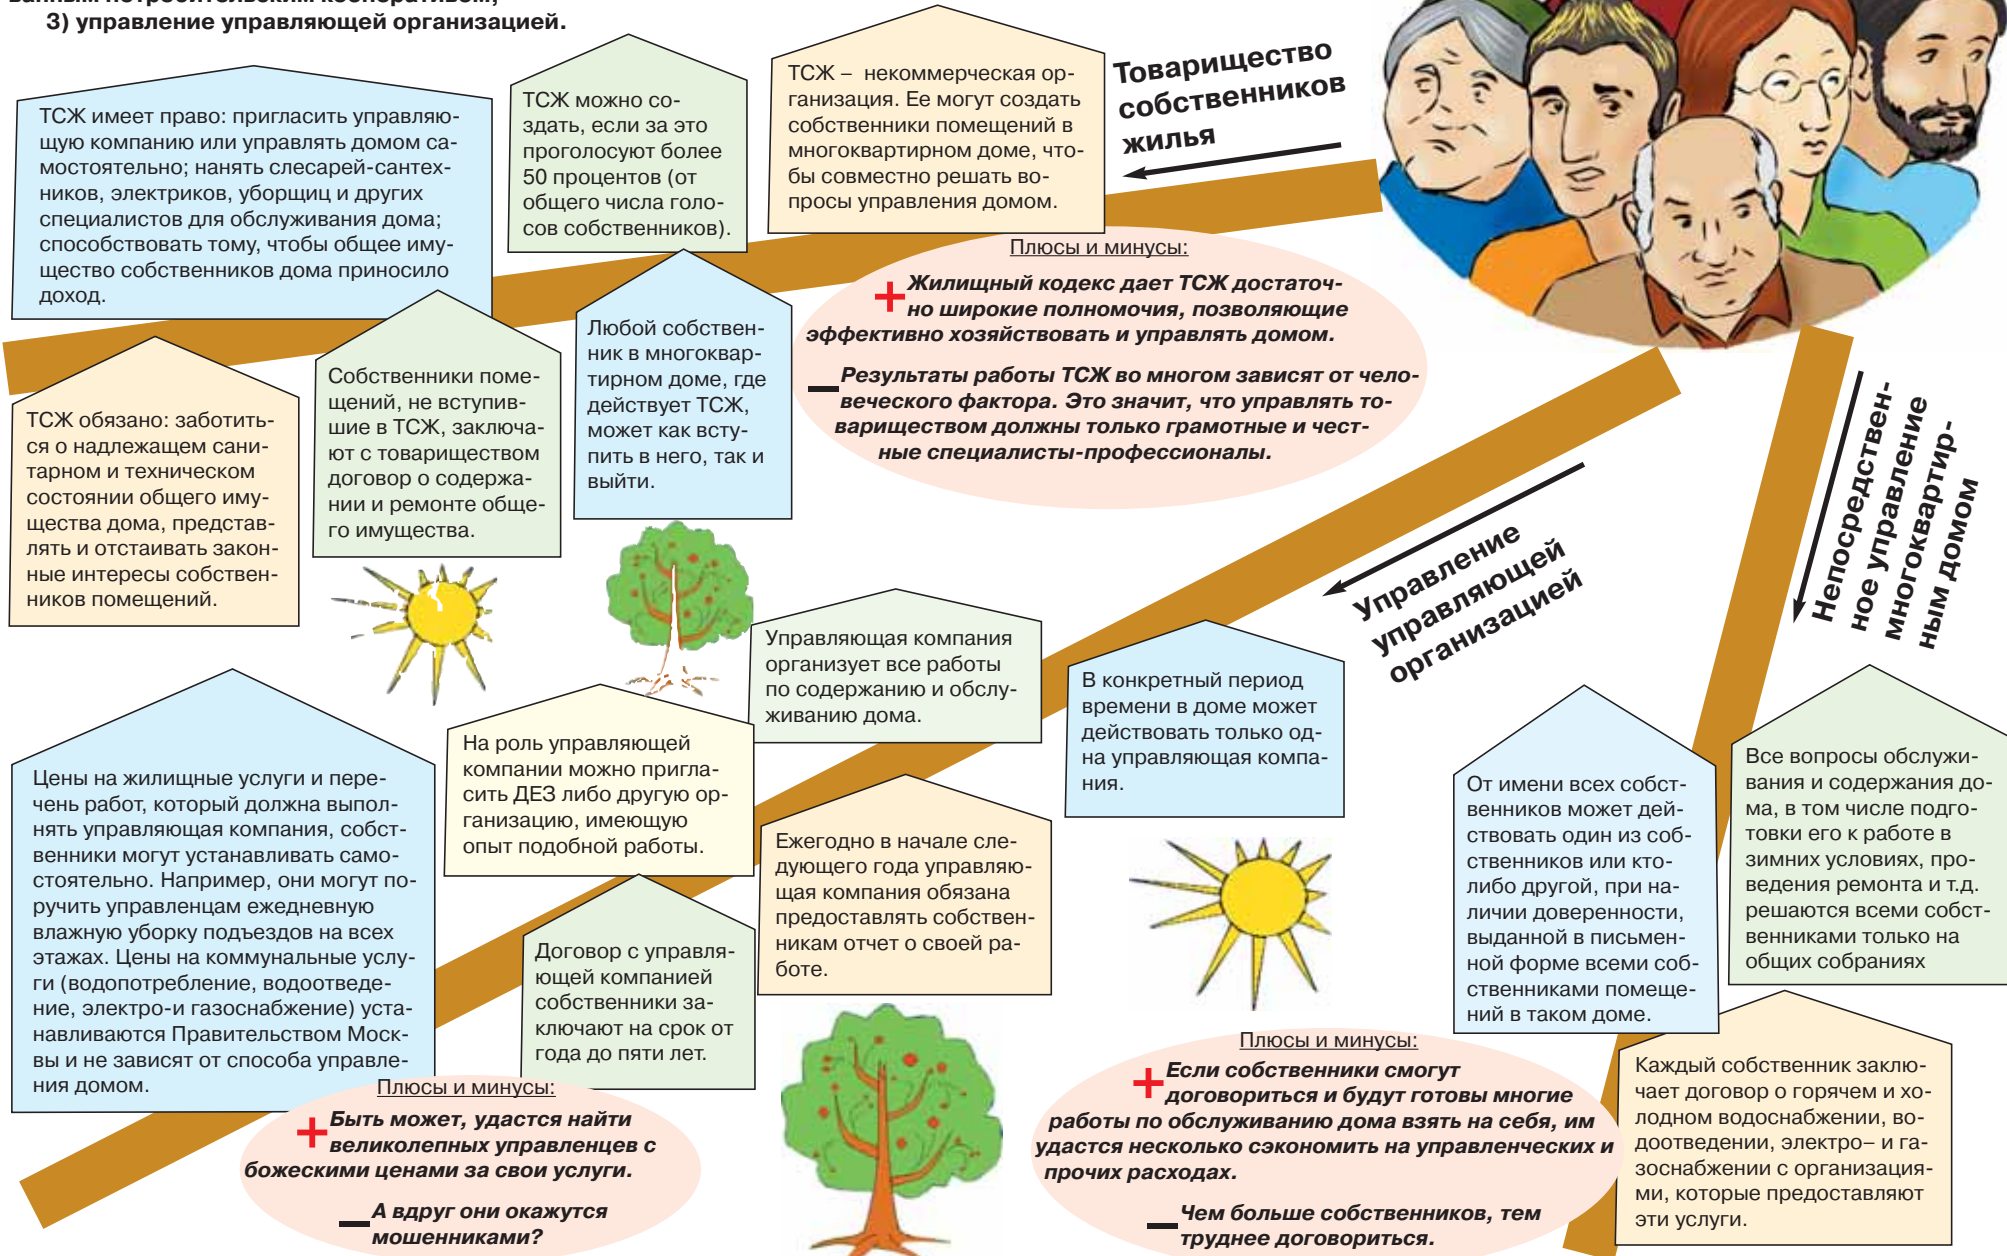 3) управление управляющей организацией.
ТСЖ имеет право: пригласить управляю-
щую компанию или управлять домом са-
мостоятельно; нанять слесарей-сантех-
ников, электриков, уборщиц и других
специалистов для обслуживания дома;
способствовать тому, чтобы общее иму-
щество собственников дома приносило
доход.
ТСЖ можно со-
здать, если за это
проголосуют более
50 процентов (от
общего числа голо-
сов собственников).
ТСЖ – некоммерческая ор-
ганизация. Ее могут создать
собственники помещений в
многоквартирном доме, что-
бы совместно решать во-
просы управления домом.
Товарищество
собственников
жилья
ТСЖ обязано: заботить-
ся о надлежащем сани-
тарном и техническом
состоянии общего иму-
щества дома, представ-
лять и отстаивать закон-
ные интересы собствен-
ников помещений.
Собственники поме-
щений, не вступив-
шие в ТСЖ, заключа-
ют с товариществом
договор о содержа-
нии и ремонте обще-
го имущества.
Любой собствен-
ник в многоквар-
тирном доме, где
действует ТСЖ,
может как всту-
пить в него, так и
выйти.
Плюсы и минусы:
+ Жилищный кодекс дает ТСЖ достаточ-
но широкие полномочия, позволяющие
эффективно хозяйствовать и управлять домом.
— Результаты работы ТСЖ во многом зависят от чело-
веческого фактора. Это значит, что управлять то-
вариществом должны только грамотные и чест-
ные специалисты-профессионалы.
Управление
управляющей
организацией
Непосредствен-
ное управление
многоквартир-
ным домом
Цены на жилищные услуги и пере-
чень работ, который должна выпол-
нять управляющая компания, собст-
венники могут устанавливать само-
стоятельно. Например, они могут по-
ручить управленцам ежедневную
влажную уборку подъездов на всех
этажах. Цены на коммунальные услу-
ги (водопотребление, водоотведе-
ние, электро-и газоснабжение) уста-
навливаются Правительством Моск-
вы и не зависят от способа управле-
ния домом.
На роль управляющей
компании можно пригла-
сить ДЕЗ либо другую ор-
ганизацию, имеющую
опыт подобной работы.
Управляющая компания
организует все работы
по содержанию и обслу-
живанию дома.
Договор с управля-
ющей компанией
собственники за-
ключают на срок от
года до пяти лет.
Ежегодно в начале сле-
дующего года управляю-
щая компания обязана
предоставлять собствен-
никам отчет о своей ра-
боте.
В конкретный период
времени в доме может
действовать только од-
на управляющая компа-
ния.
Плюсы и минусы:
+ Быть может, удастся найти
великолепных управленцев с
божескими ценами за свои услуги.
— А вдруг они окажутся
мошенниками?
От имени всех собст-
венников может дей-
ствовать один из соб-
ственников или кто-
либо другой, при на-
личии доверенности,
выданной в письмен-
ной форме всеми соб-
ственниками помеще-
ний в таком доме.
Все вопросы обслужи-
вания и содержания до-
ма, в том числе подго-
товки его к работе в
зимних условиях, про-
ведения ремонта и т.д.
решаются всеми собст-
венниками только на
общих собраниях
Каждый собственник заклю-
чает договор о горячем и хо-
лодном водоснабжении, во-
доотведении, электро– и га-
зоснабжении с организация-
ми, которые предоставляют
эти услуги.
Плюсы и минусы:
+ Если собственники смогут
договориться и будут готовы многие
работы по обслуживанию дома взять на себя, им
удастся несколько сэкономить на управленческих и
прочих расходах.
— Чем больше собственников, тем
труднее договориться.